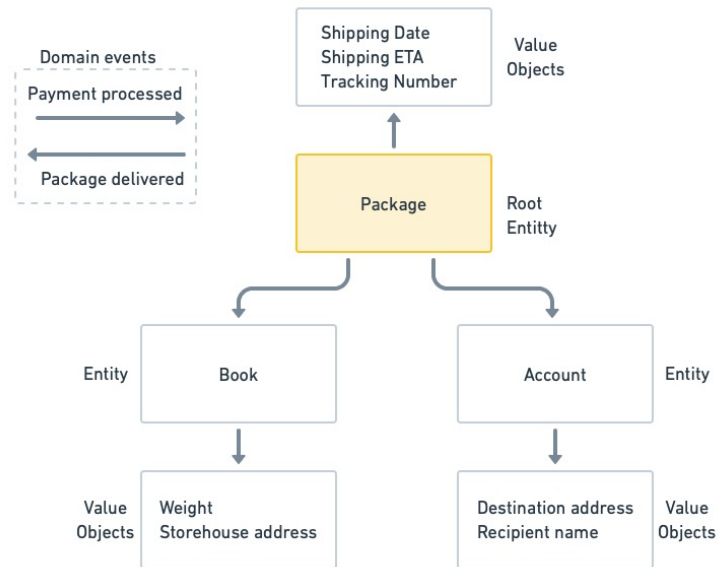 Shipping Date
Shipping ETA
Tracking Number
Value
Objects
Domain events
Payment processed
Package delivered
Package
Root
Entitty
Entity
Book
Account
Entity
Value
Objects
Weight
Storehouse address
Destination address
Recipient name
Value
Objects